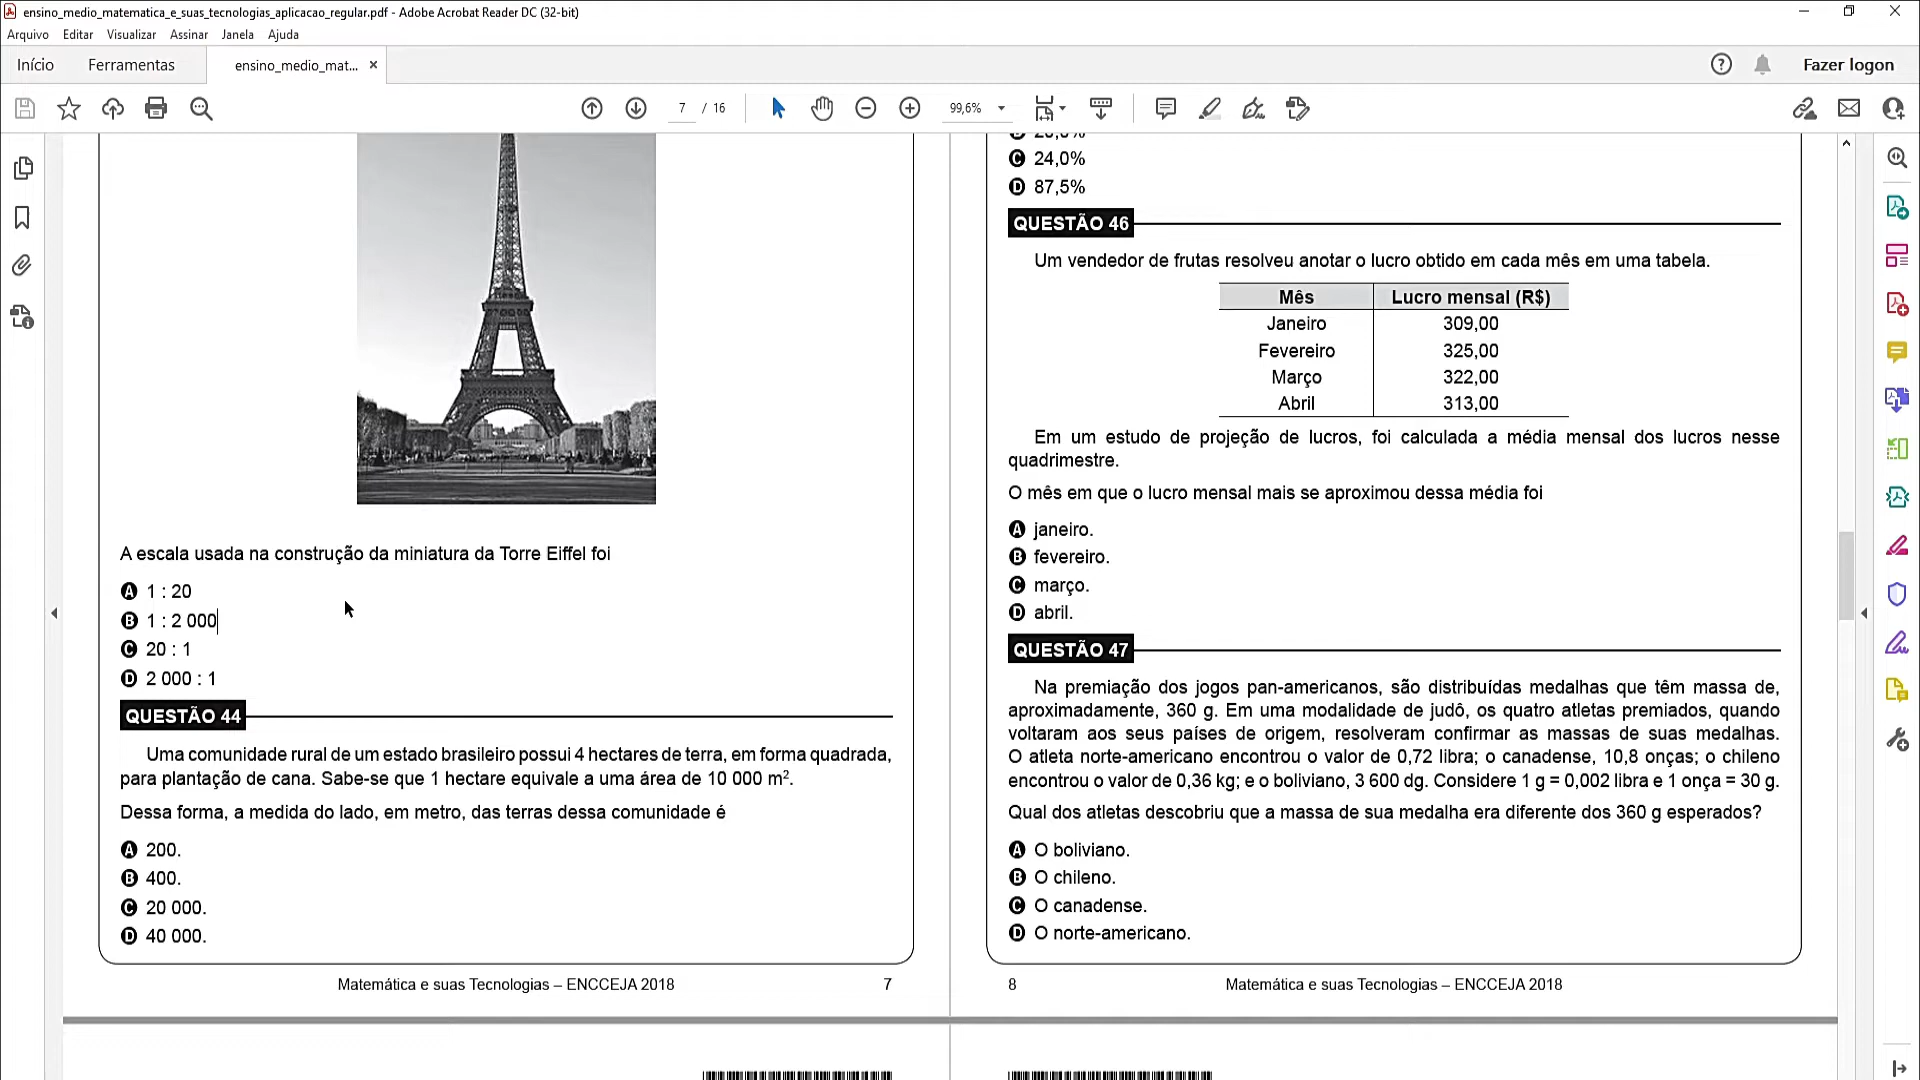 ensino_medio_matematica_e_suas_tecnologias_aplicacao_regular.pdf - Adobe Acrobat Reader DC (32-bit)
Arquivo Editar Visualizar Assinar Janela Ajuda
Início Ferramentas ensino_medio_mat... × Fazer logon
7 / 16 99,6%
A escala usada na construção da miniatura da Torre Eiffel foi
A 1 : 20
B 1 : 2 000
C 20 : 1
D 2 000 : 1
QUESTÃO 44
Uma comunidade rural de um estado brasileiro possui 4 hectares de terra, em forma quadrada,
para plantação de cana. Sabe-se que 1 hectare equivale a uma área de 10 000 m².
Dessa forma, a medida do lado, em metro, das terras dessa comunidade é
A 200.
B 400.
C 20 000.
D 40 000.
Matemática e suas Tecnologias – ENCCEJA 2018 7
C 24,0%
D 87,5%
QUESTÃO 46
Um vendedor de frutas resolveu anotar o lucro obtido em cada mês em uma tabela.
Mês Lucro mensal (R$)
Janeiro 309,00
Fevereiro 325,00
Março 322,00
Abril 313,00
Em um estudo de projeção de lucros, foi calculada a média mensal dos lucros nesse
quadrimestre.
O mês em que o lucro mensal mais se aproximou dessa média foi
A janeiro.
B fevereiro.
C março.
D abril.
QUESTÃO 47
Na premiação dos jogos pan-americanos, são distribuídas medalhas que têm massa de,
aproximadamente, 360 g. Em uma modalidade de judô, os quatro atletas premiados, quando
voltaram aos seus países de origem, resolveram confirmar as massas de suas medalhas.
O atleta norte-americano encontrou o valor de 0,72 libra; o canadense, 10,8 onças; o chileno
encontrou o valor de 0,36 kg; e o boliviano, 3 600 dg. Considere 1 g = 0,002 libra e 1 onça = 30 g.
Qual dos atletas descobriu que a massa de sua medalha era diferente dos 360 g esperados?
A O boliviano.
B O chileno.
C O canadense.
D O norte-americano.
8 Matemática e suas Tecnologias – ENCCEJA 2018